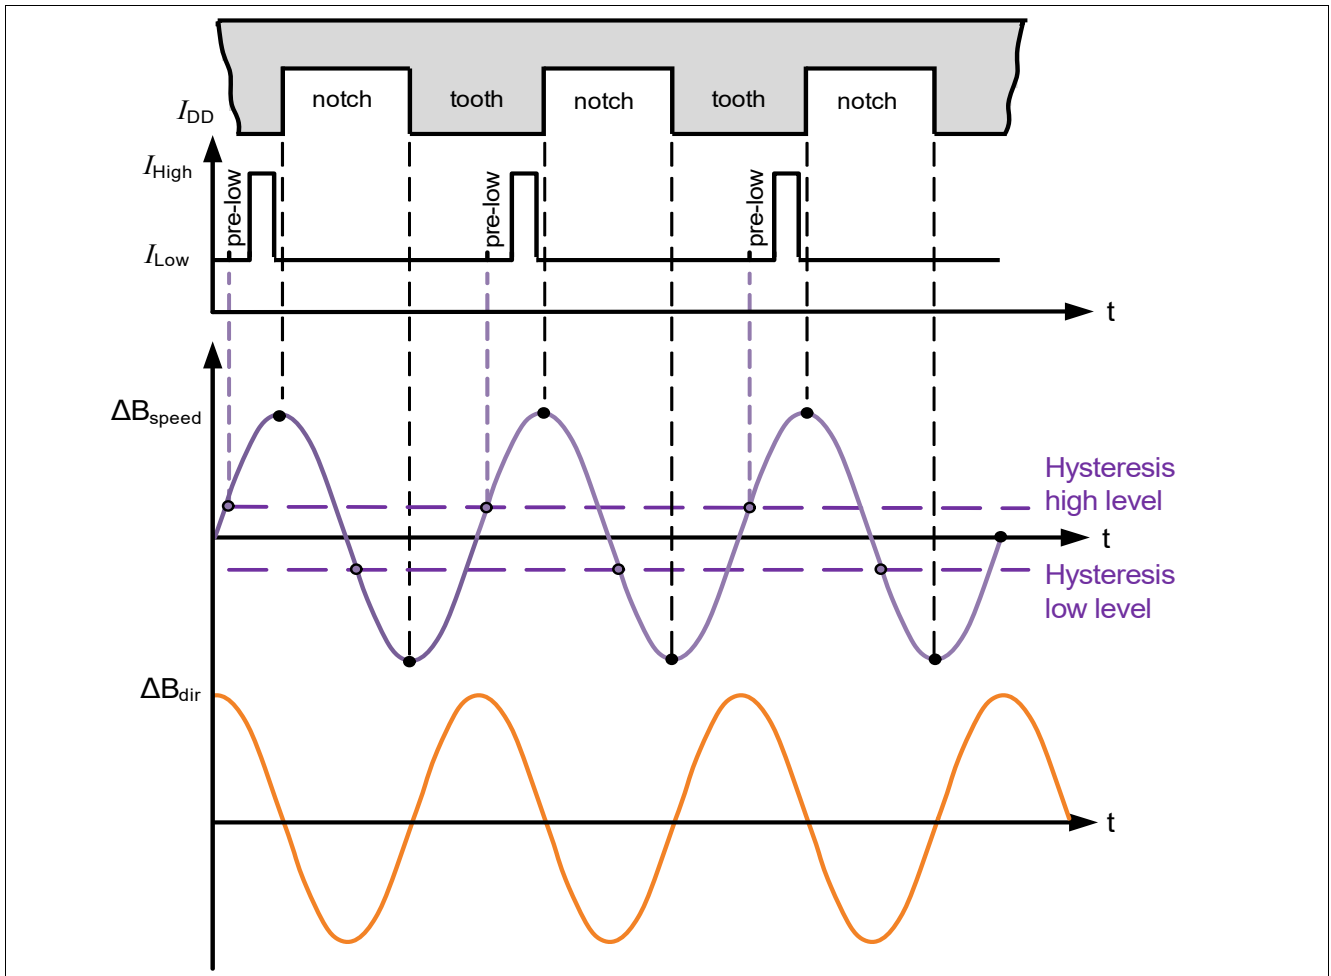 notch
tooth
notch
tooth
notch
IDD
IHigh
pre-low
pre-low
pre-low
ILow
t
ΔBspeed
Hysteresis
high level
t
Hysteresis
low level
ΔBdir
t